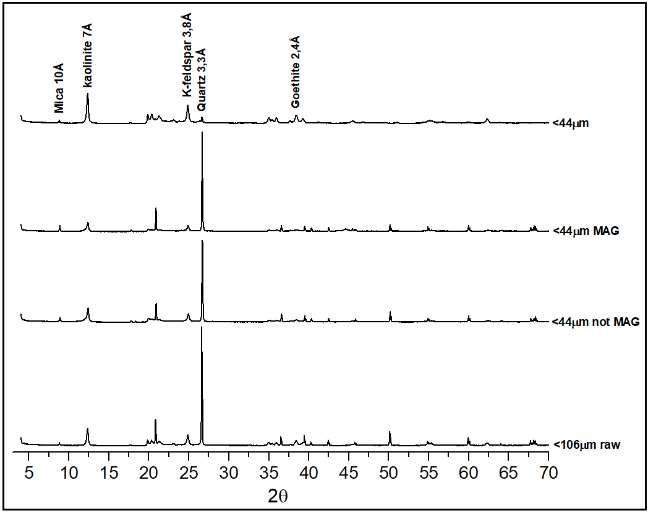 Mica 10Å
kaolinite 7Å
K-feldspar 3,8Å
Quartz 3,3Å
Goethite 2,4Å
<44μm
<44μm MAG
<44μm not MAG
<106μm raw
5 10 15 20 25 30 35 40 45 50 55 60 65 70
2θ